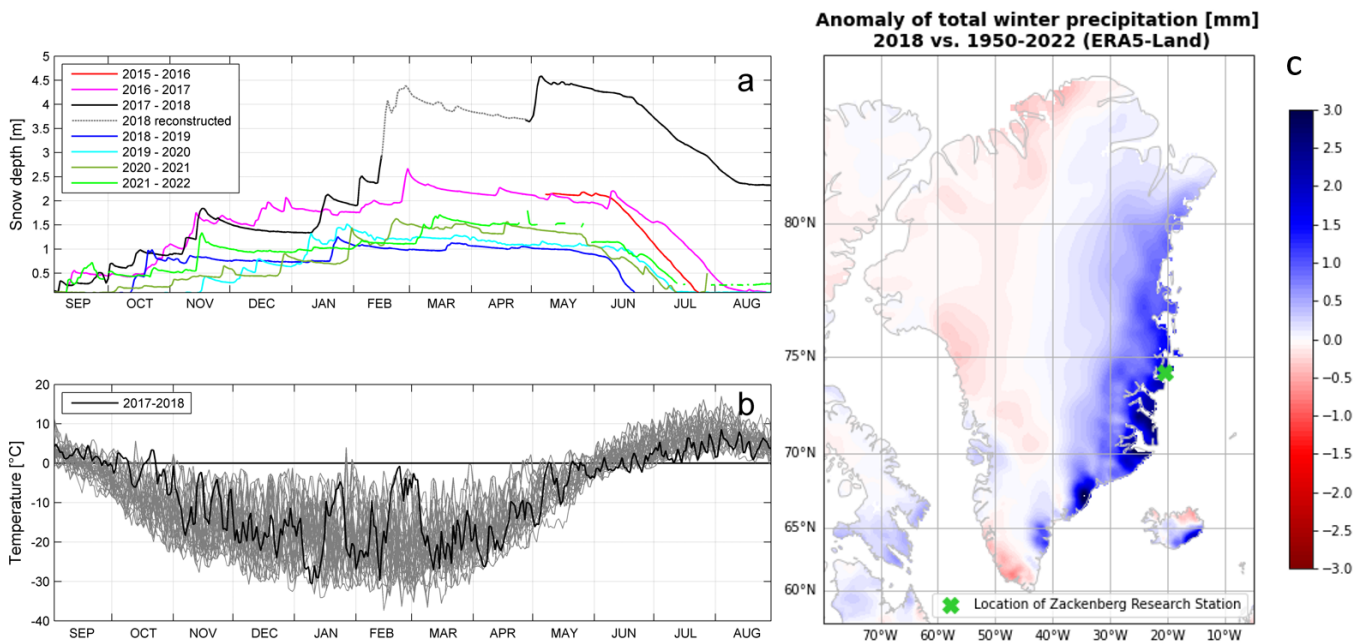 a
Snow depth [m]
5
4.5
4
3.5
3
2.5
2
1.5
1
0.5
2015 - 2016
2016 - 2017
2017 - 2018
2018 reconstructed
2018 - 2019
2019 - 2020
2020 - 2021
2021 - 2022
SEP OCT NOV DEC JAN FEB MAR APR MAY JUN JUL AUG
b
Temperature [°C]
20
10
0
-10
-20
-30
-40
2017-2018
SEP OCT NOV DEC JAN FEB MAR APR MAY JUN JUL AUG
Anomaly of total winter precipitation [mm]
2018 vs. 1950-2022 (ERA5-Land)
c
80°N
75°N
70°N
65°N
60°N
Location of Zackenberg Research Station
70°W 60°W 50°W 40°W 30°W 20°W 10°W
3.0
2.5
2.0
1.5
1.0
0.5
0.0
−0.5
−1.0
−1.5
−2.0
−2.5
−3.0